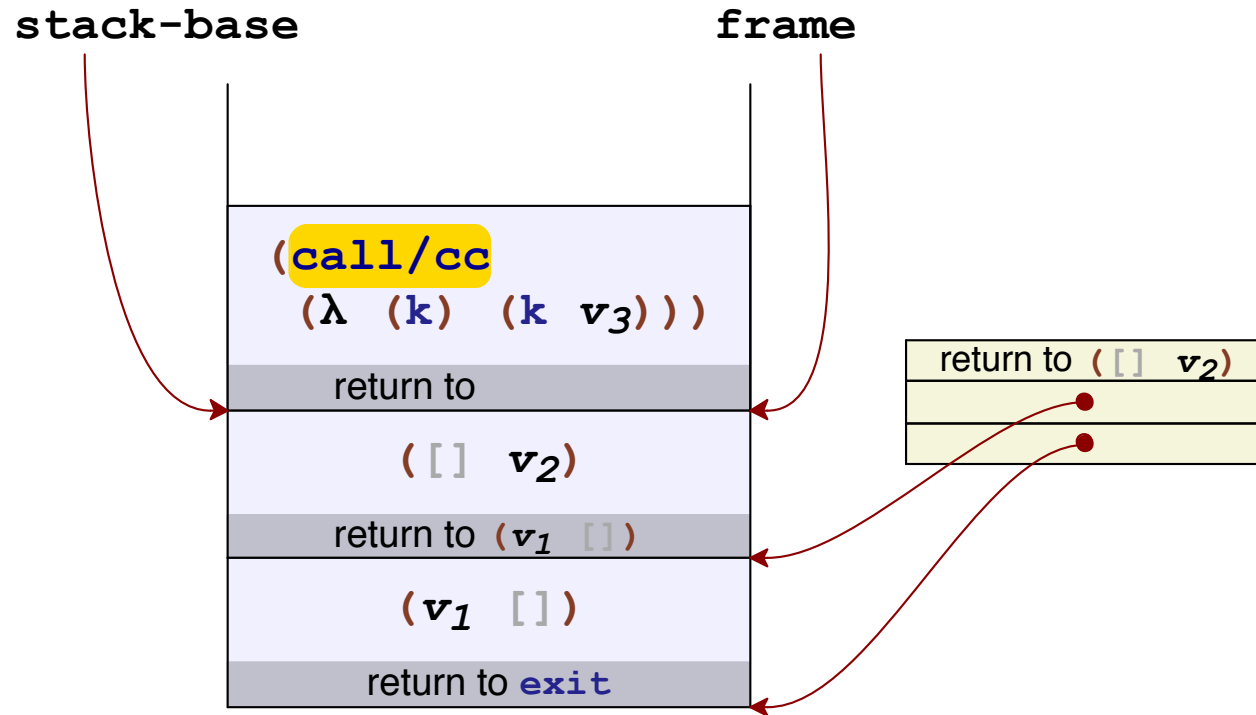 stack-base frame
(call/cc
(λ (k) (k v₃)))
return to
([] v₂)
return to (v₁ [])
(v₁ [])
return to exit
return to ([] v₂)